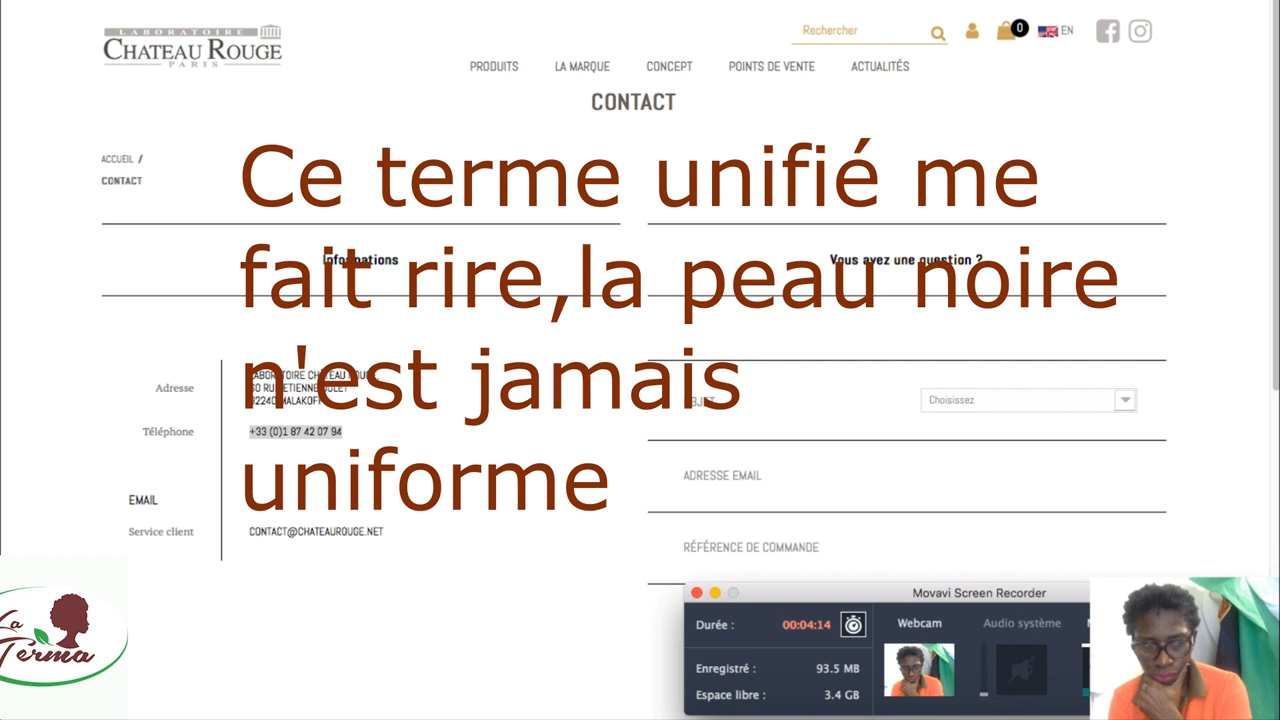 LABORATOIRE
CHATEAU ROUGE
PARIS
Rechercher
0
EN
PRODUITS
LA MARQUE
CONCEPT
POINTS DE VENTE
ACTUALITÉS
CONTACT
ACCUEIL /
CONTACT
Ce terme unifié me
fait rire,la peau noire
n'est jamais
uniforme
Informations
Vous avez une question ?
Adresse
Téléphone
+33 (0)1 87 42 07 94
EMAIL
Service client
CONTACT@CHATEAUROUGE.NET
Choisissez
ADRESSE EMAIL
RÉFÉRENCE DE COMMANDE
La
Terma
Movavi Screen Recorder
Durée :
00:04:14
Webcam
Audio système
Enregistré :
93.5 MB
Espace libre :
3.4 GB